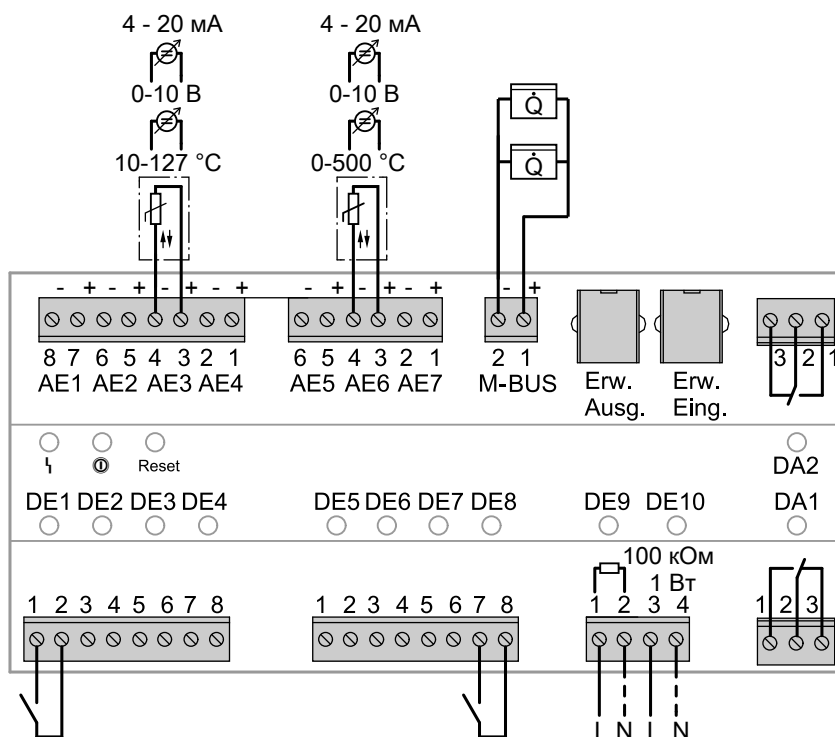 4 - 20 мА 4 - 20 мА
0-10 В 0-10 В
10-127 °C 0-500 °C
Q̇
Q̇
- + - + - + - + - + - + - + - +
8 7 6 5 4 3 2 1 6 5 4 3 2 1 2 1 3 2 1
AE1 AE2 AE3 AE4 AE5 AE6 AE7 M-BUS
Erw. Ausg. Erw. Eing.
Reset
DA2
DE1 DE2 DE3 DE4 DE5 DE6 DE7 DE8 DE9 DE10 DA1
100 кОм
1 Вт
1 2 3 4 5 6 7 8 1 2 3 4 5 6 7 8 1 2 3 4 1 2 3
L N L N